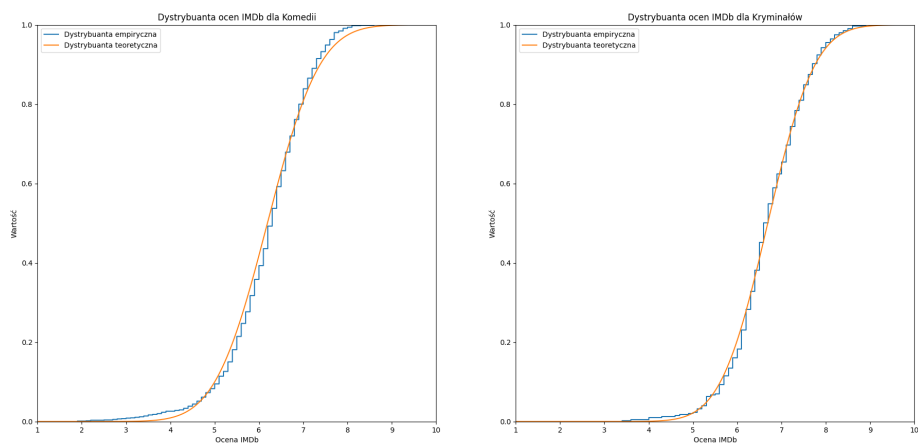 Dystrybuanta ocen IMDb dla Komedii
Dystrybuanta empiryczna
Dystrybuanta teoretyczna
1.0
0.8
0.6
0.4
0.2
0.0
Wartość
1 2 3 4 5 6 7 8 9 10
Ocena IMDb
Dystrybuanta ocen IMDb dla Kryminałów
Dystrybuanta empiryczna
Dystrybuanta teoretyczna
1.0
0.8
0.6
0.4
0.2
0.0
Wartość
1 2 3 4 5 6 7 8 9 10
Ocena IMDb